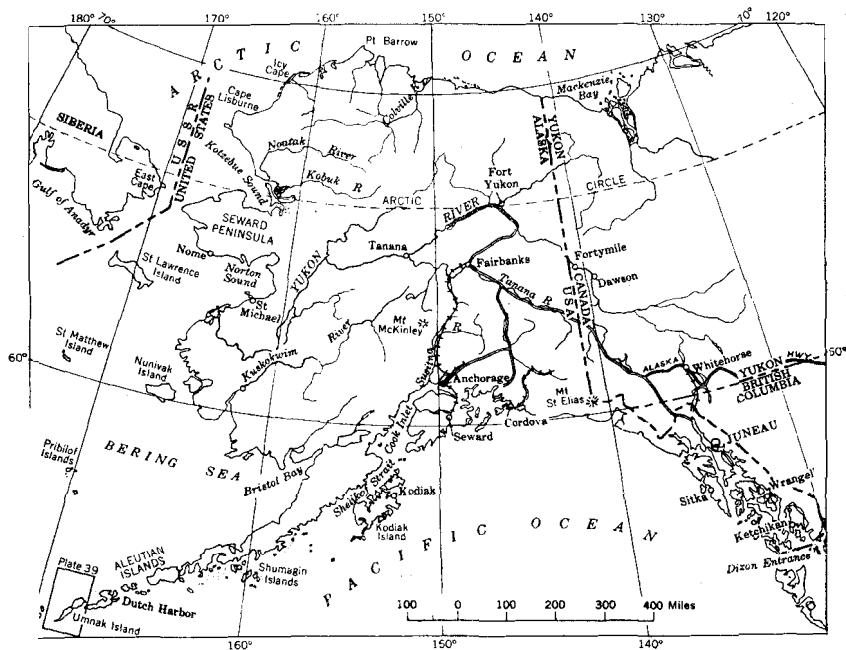 180° 170° 160° 150° 140° 130° 70° 120°
ARCTIC OCEAN
Pt Barrow
Icy
Cape
Cape
Lisburne
Mackenzie
Bay
70°
Colville
SIBERIA
USSR
UNITED STATES
Noatak River
Kotzebue Sound
Kobuk R
East
Cape
Gulf of Anadyr
ARCTIC CIRCLE
Fort
Yukon
YUKON
ALASKA
SEWARD
PENINSULA
YUKON RIVER
Tanana
Nome
Norton
Sound
Fairbanks
Fortymile
Dawson
CANADA
USA
Tanana R
St Lawrence
Island
St
Michael
Mt
McKinley
R
St Matthew
Island
Kuskokwim River
Susitna
60°
Nunivak
Island
Anchorage
Mt
St Elias
ALASKA HWY
Whitehorse
50°
YUKON
BRITISH
COLUMBIA
Cook Inlet
Seward
Cordova
JUNEAU
BERING SEA
Pribilof
Islands
Bristol Bay
Shelikof Strait
Kodiak
Kodiak
Island
Sitka
Wrangel
Ketchikan
Dixon Entrance
PACIFIC OCEAN
Plate 39
ALEUTIAN
ISLANDS
Shumagin
Islands
Dutch Harbor
Umnak Island
100 0 100 200 300 400 Miles
160° 150° 140°